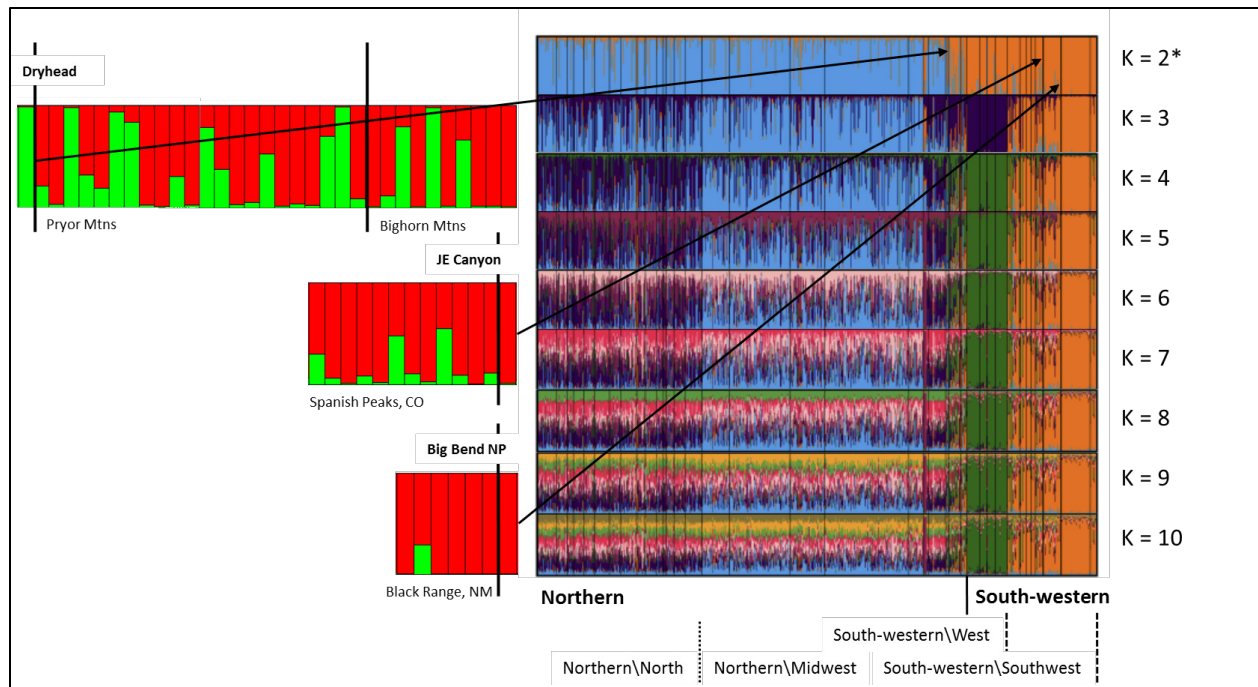 Dryhead
Pryor Mtns
Bighorn Mtns
JE Canyon
Spanish Peaks, CO
Big Bend NP
Black Range, NM
K = 2*
K = 3
K = 4
K = 5
K = 6
K = 7
K = 8
K = 9
K = 10
Northern
South-western
South-western\West
Northern\North
Northern\Midwest
South-western\Southwest